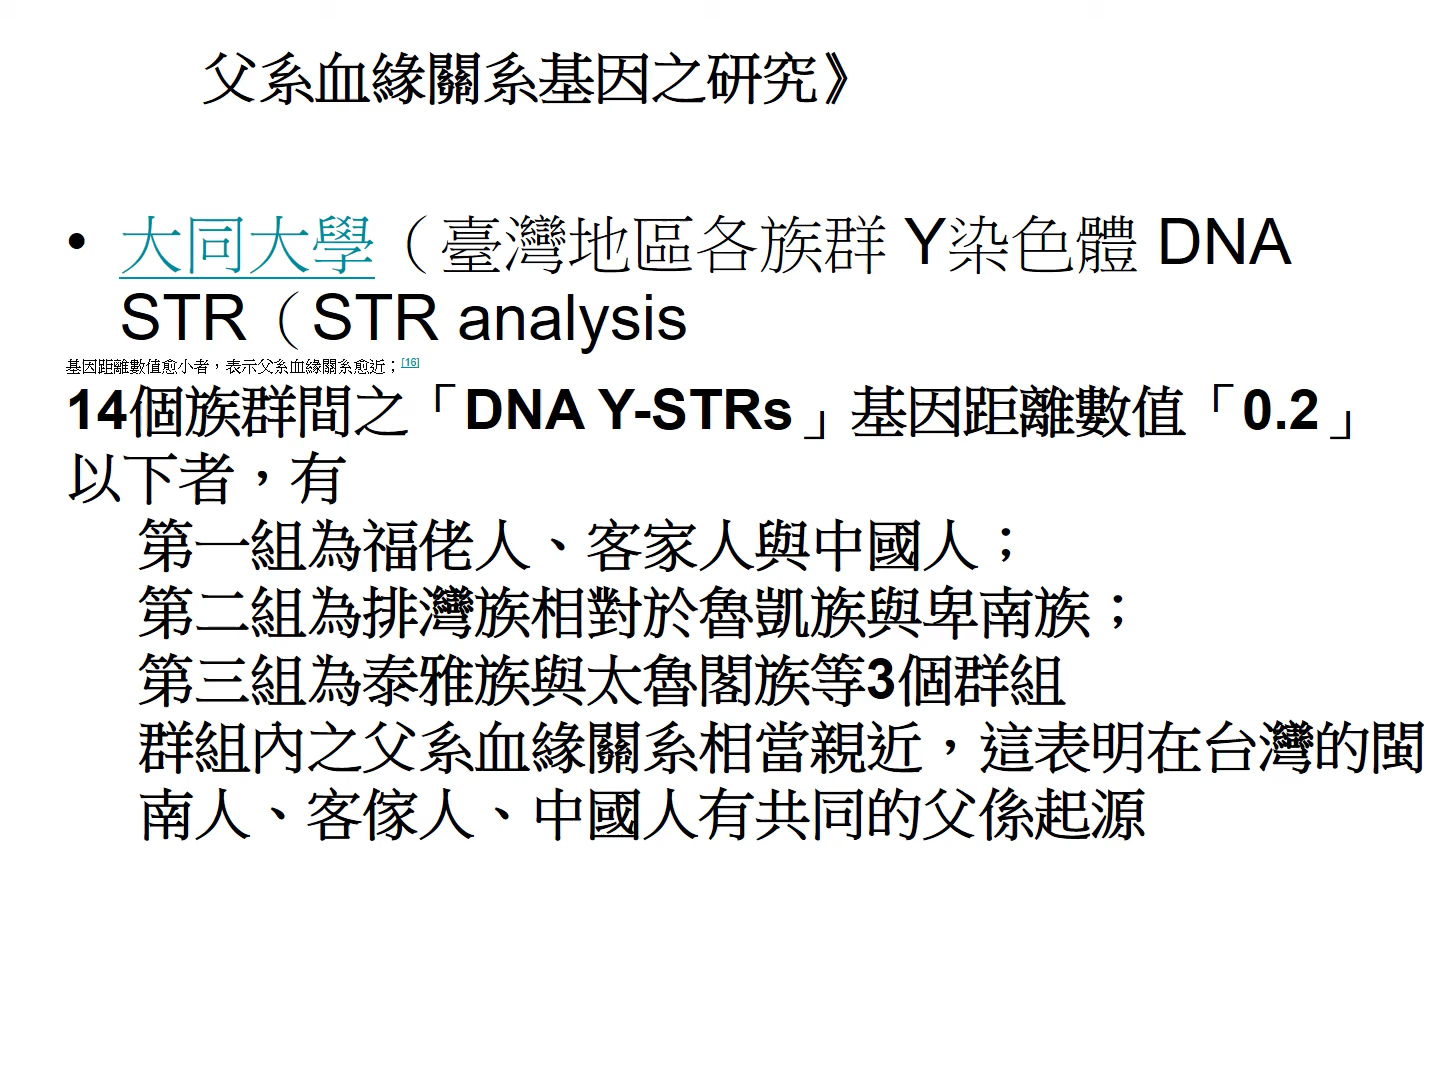 父系血緣關系基因之研究》
• 大同大學（臺灣地區各族群 Y染色體 DNA
STR（STR analysis
基因距離數值愈小者，表示父系血緣關系愈近；[16]
14個族群間之「DNA Y-STRs」基因距離數值「0.2」
以下者，有
第一組為福佬人、客家人與中國人；
第二組為排灣族相對於魯凱族與卑南族；
第三組為泰雅族與太魯閣族等3個群組
群組內之父系血緣關系相當親近，這表明在台灣的閩
南人、客傢人、中國人有共同的父係起源